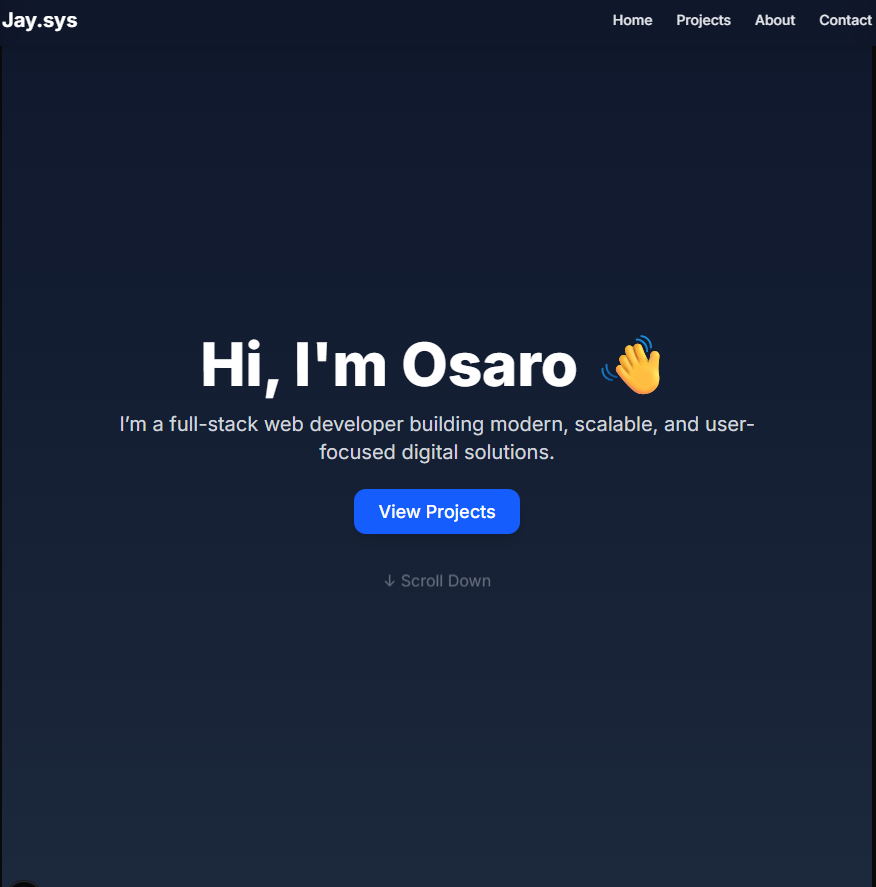 Jay.sys
Home Projects About Contact
Hi, I'm Osaro 👋
I’m a full-stack web developer building modern, scalable, and user-
focused digital solutions.
View Projects
↓ Scroll Down